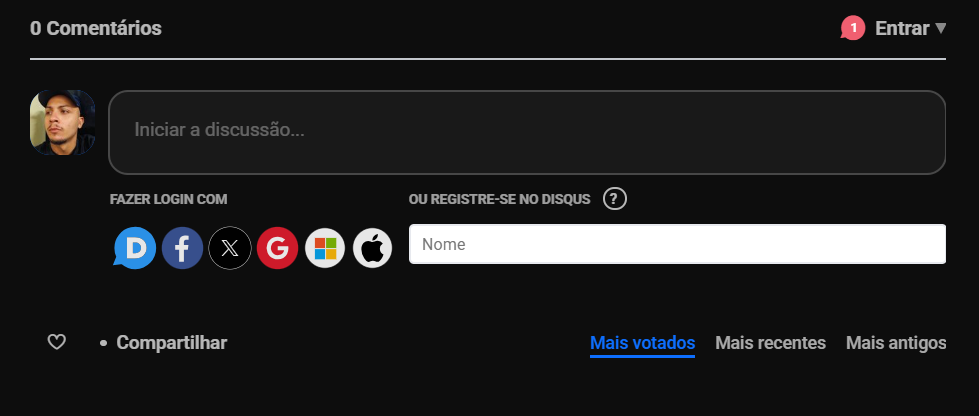 0 Comentários
1
Entrar
Iniciar a discussão...
FAZER LOGIN COM
OU REGISTRE-SE NO DISQUS ?
D f X G
Nome
• Compartilhar
Mais votados Mais recentes Mais antigos